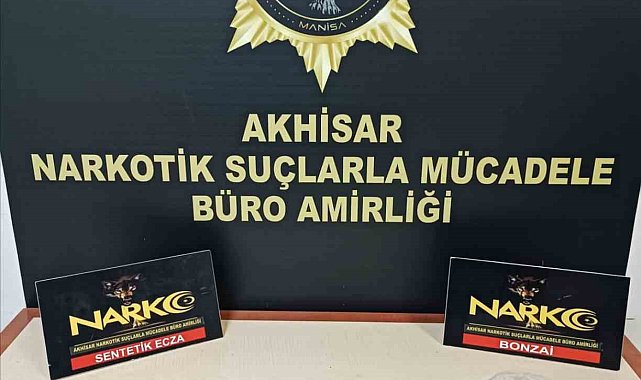 MANİSA
AKHİSAR
NARKOTİK SUÇLARLA MÜCADELE
BÜRO AMİRLİĞİ
NARKO
AKHİSAR NARKOTİK SUÇLARLA MÜCADELE BÜRO AMİRLİĞİ
SENTETİK ECZA
NARKO
AKHİSAR NARKOTİK SUÇLARLA MÜCADELE BÜRO AMİRLİĞİ
BONZAİ